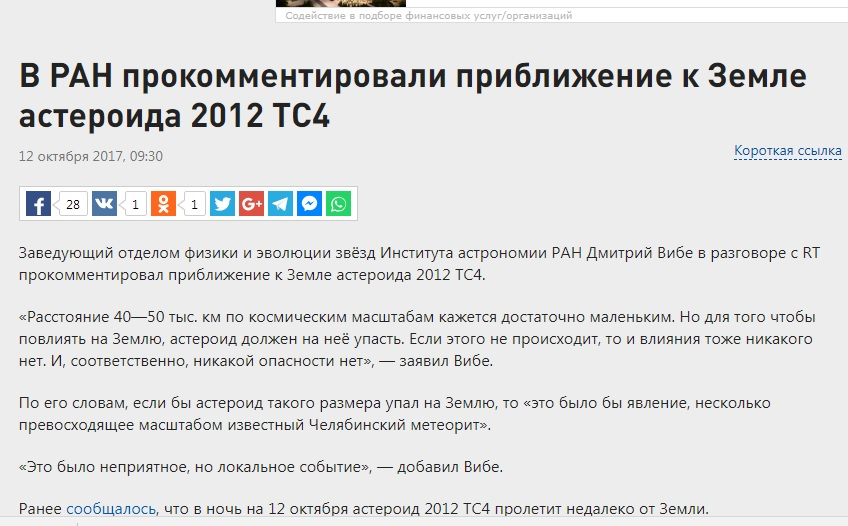 Содействие в подборе финансовых услуг/организаций
В РАН прокомментировали приближение к Земле
астероида 2012 TC4
12 октября 2017, 09:30
Короткая ссылка
28
1
1
G+
Заведующий отделом физики и эволюции звёзд Института астрономии РАН Дмитрий Вибе в разговоре с RT
прокомментировал приближение к Земле астероида 2012 TC4.
«Расстояние 40—50 тыс. км по космическим масштабам кажется достаточно маленьким. Но для того чтобы
повлиять на Землю, астероид должен на неё упасть. Если этого не происходит, то и влияния тоже никакого
нет. И, соответственно, никакой опасности нет», — заявил Вибе.
По его словам, если бы астероид такого размера упал на Землю, то «это было бы явление, несколько
превосходящее масштабом известный Челябинский метеорит».
«Это было неприятное, но локальное событие», — добавил Вибе.
Ранее сообщалось, что в ночь на 12 октября астероид 2012 TC4 пролетит недалеко от Земли.